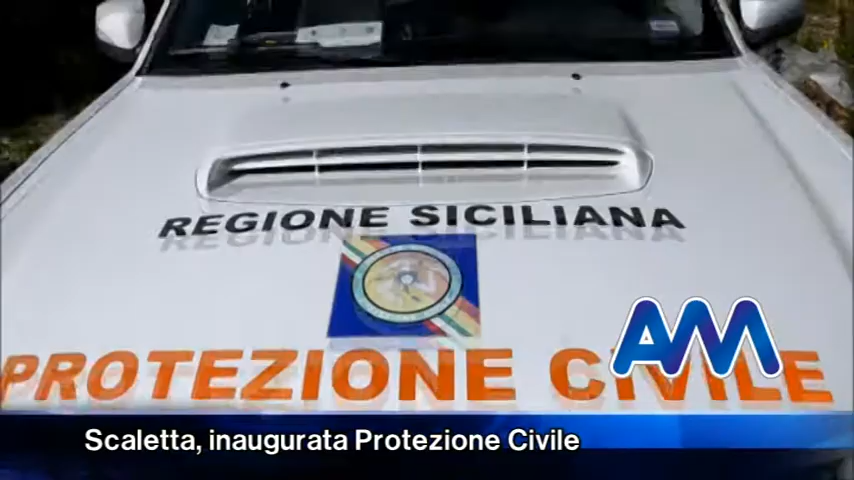 REGIONE SICILIANA
PROTEZIONE CIVILE
AM
Scaletta, inaugurata Protezione Civile